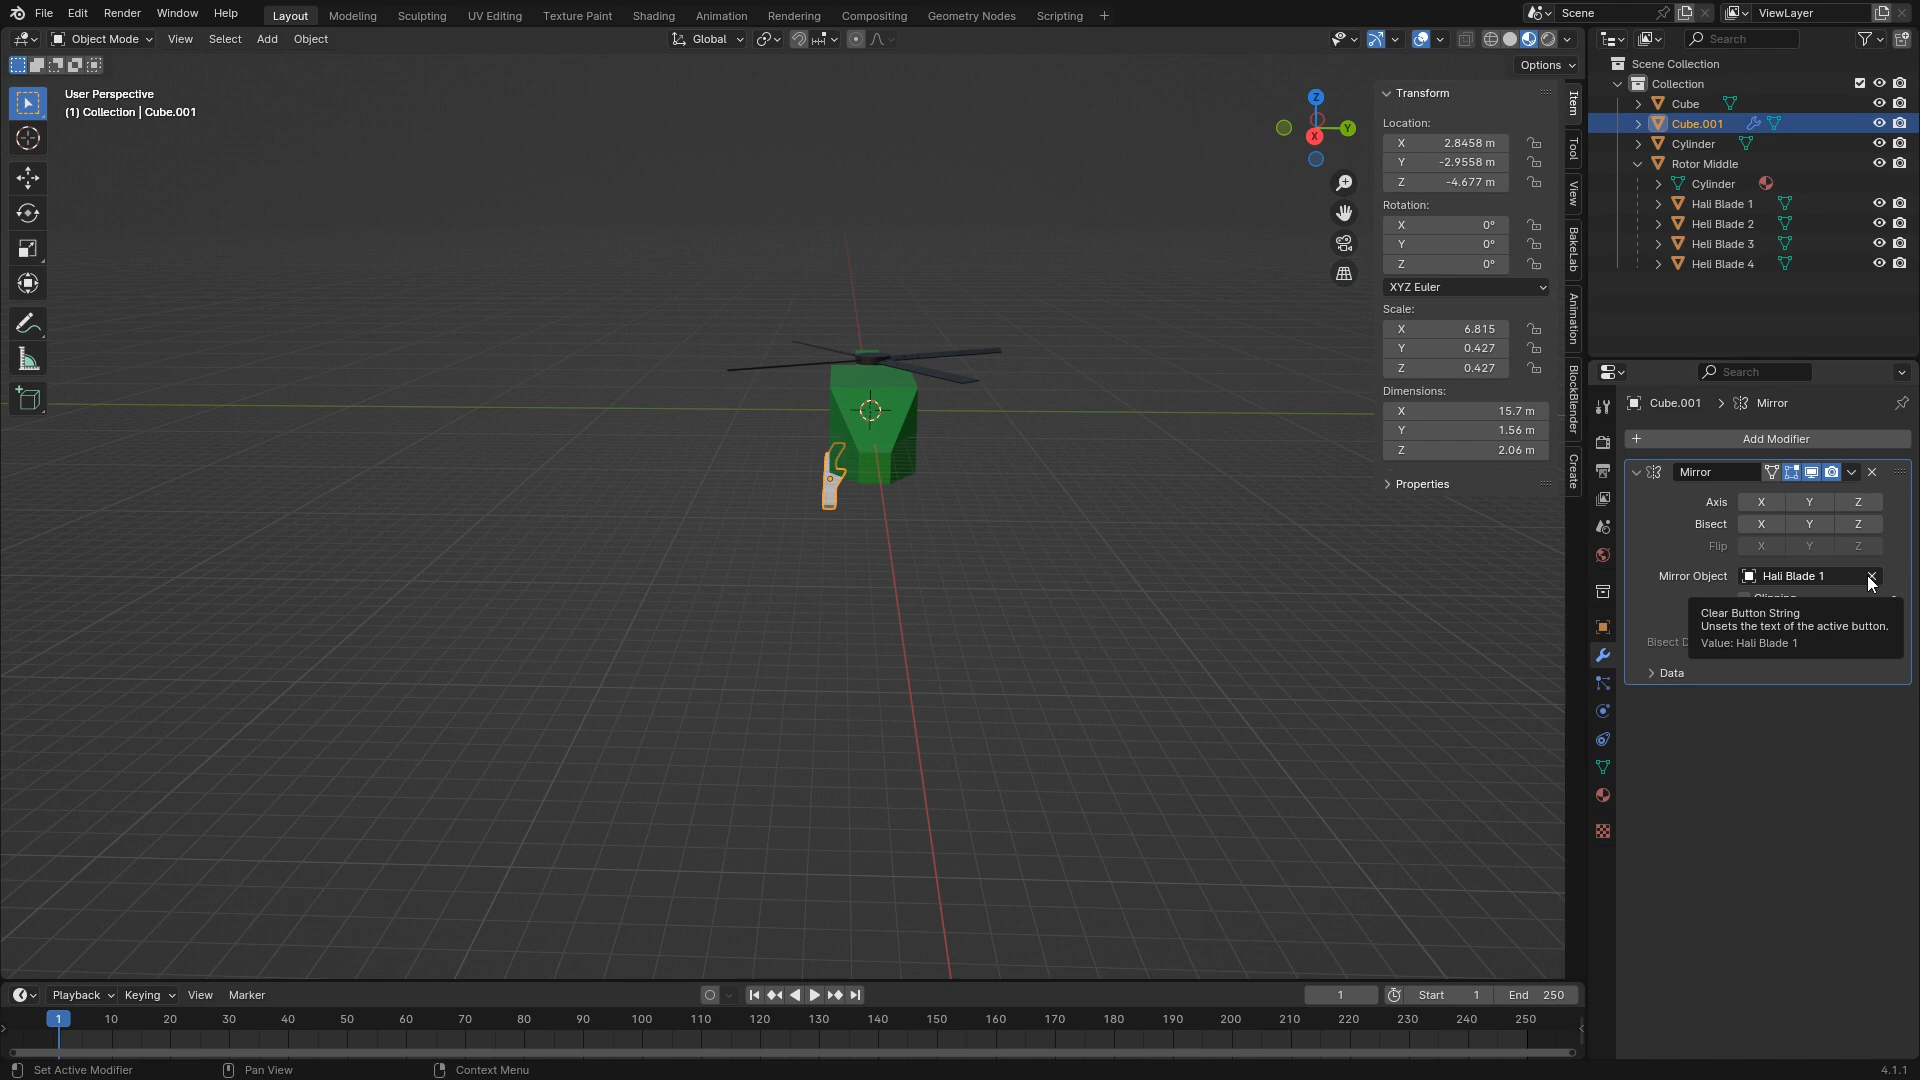 File Edit Render Window Help Layout Modeling Sculpting UV Editing Texture Paint Shading Animation Rendering Compositing Geometry Nodes Scripting + Scene ViewLayer
Object Mode View Select Add Object Global Search
Options
User Perspective
(1) Collection | Cube.001
Z
Y
X
Transform
Location:
X 2.8458 m
Y -2.9558 m
Z -4.677 m
Rotation:
X 0°
Y 0°
Z 0°
XYZ Euler
Scale:
X 6.815
Y 0.427
Z 0.427
Dimensions:
X 15.7 m
Y 1.56 m
Z 2.06 m
Properties
Item
Tool
View
BakeLab
Animation
BlockBlender
Create
Scene Collection
Collection
Cube
Cube.001
Cylinder
Rotor Middle
Cylinder
Hali Blade 1
Heli Blade 2
Heli Blade 3
Heli Blade 4
Search
Cube.001 > Mirror
+ Add Modifier
Mirror
Axis X Y Z
Bisect X Y Z
Flip X Y Z
Mirror Object Hali Blade 1
Clear Button String
Unsets the text of the active button.
Value: Hali Blade 1
Bisect D
Data
Playback Keying View Marker 1 Start 1 End 250
1 10 20 30 40 50 60 70 80 90 100 110 120 130 140 150 160 170 180 190 200 210 220 230 240 250
Set Active Modifier Pan View Context Menu 4.1.1